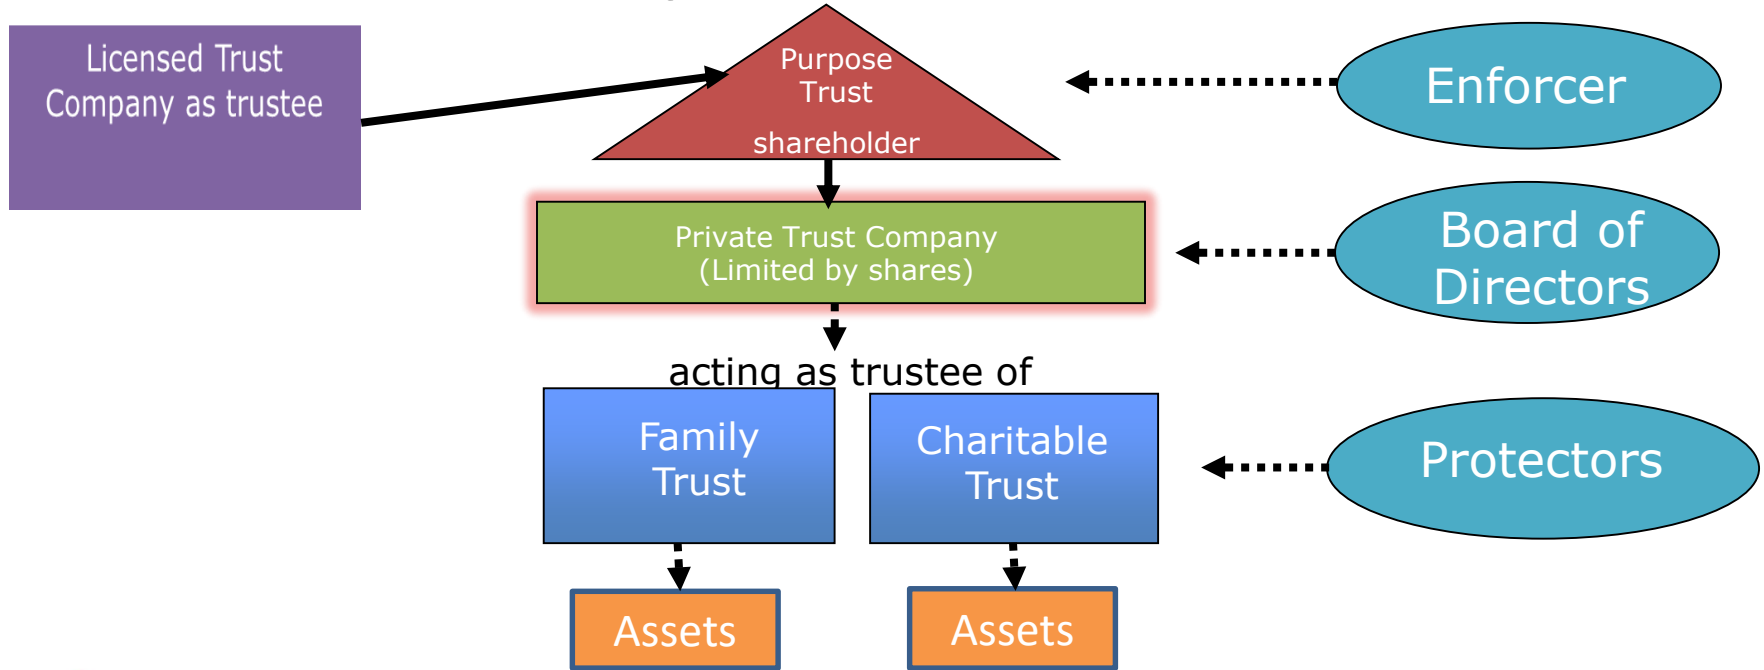 Licensed Trust
Company as trustee
Purpose
Trust
shareholder
Enforcer
Private Trust Company
(Limited by shares)
Board of
Directors
acting as trustee of
Family
Trust
Charitable
Trust
Protectors
Assets
Assets